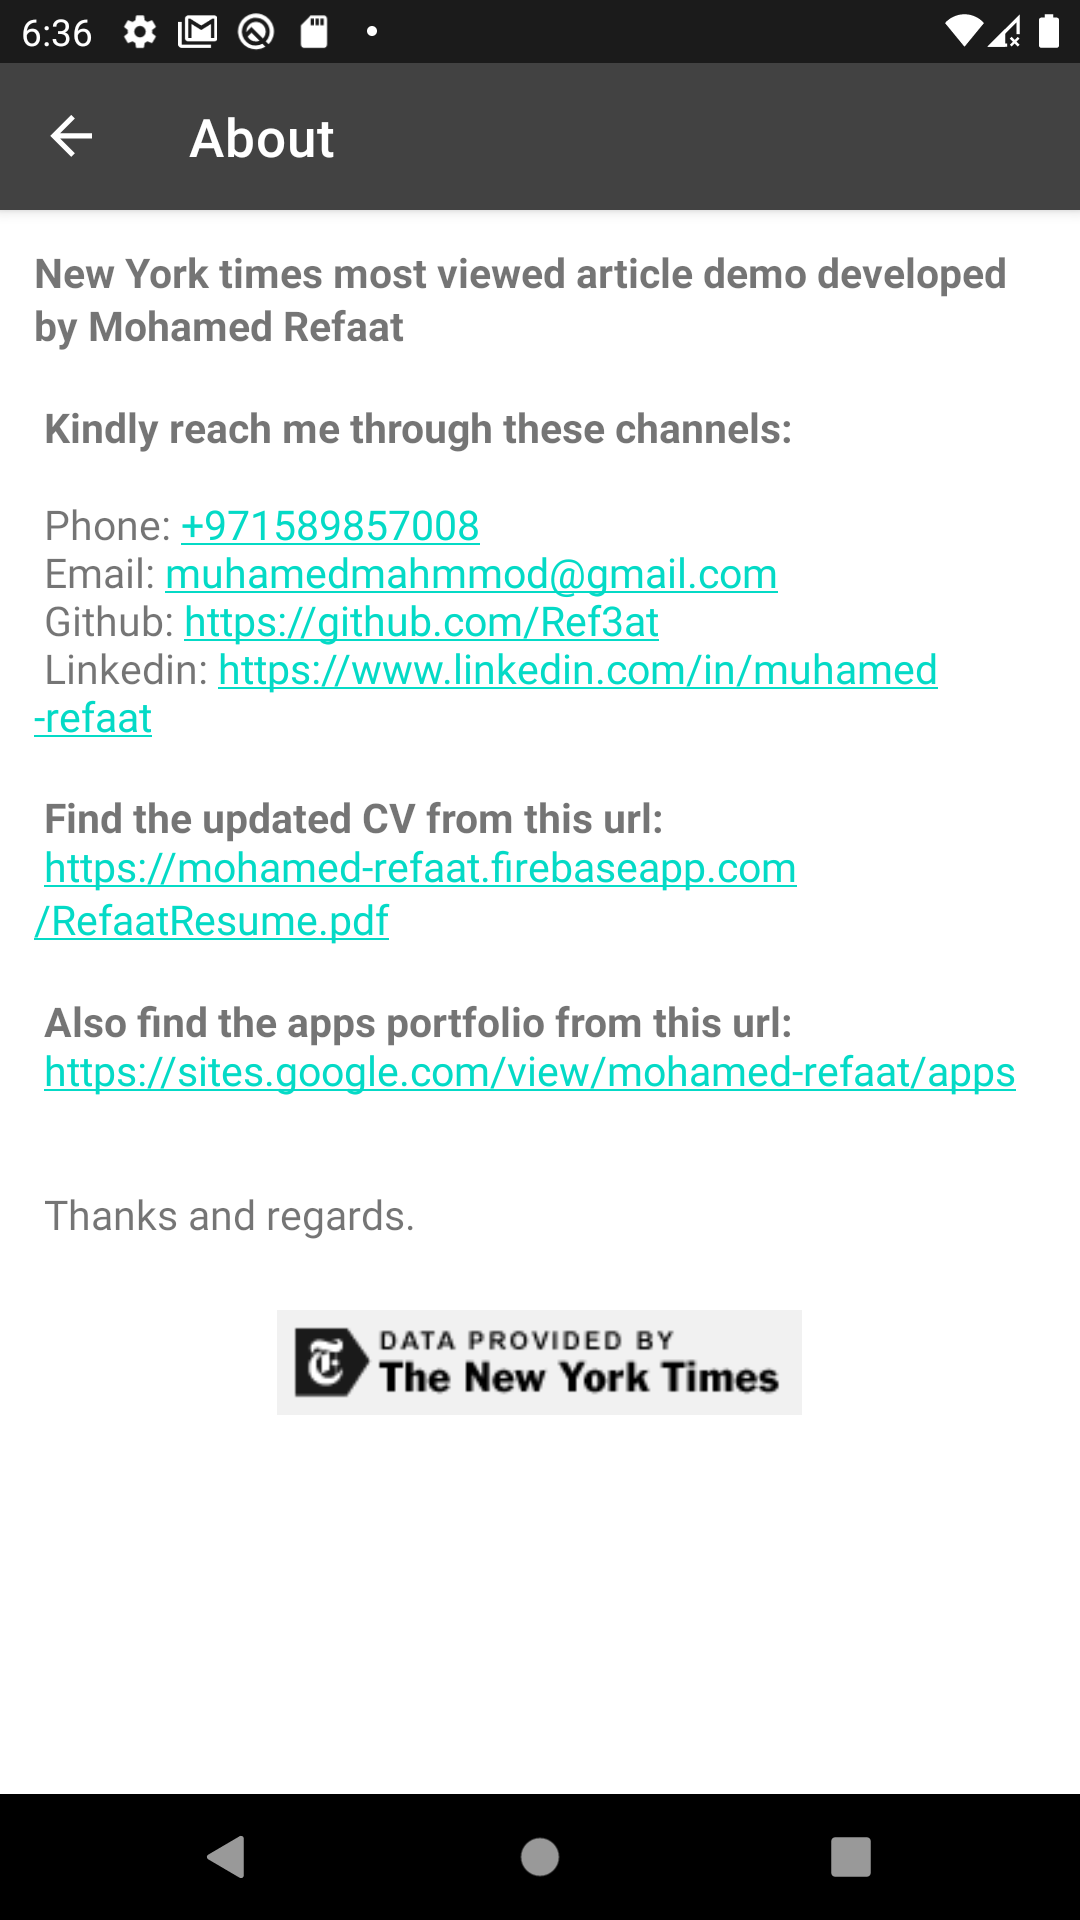 6:36
About
New York times most viewed article demo developed
by Mohamed Refaat
Kindly reach me through these channels:
Phone: +971589857008
Email: muhamedmahmmod@gmail.com
Github: https://github.com/Ref3at
Linkedin: https://www.linkedin.com/in/muhamed
-refaat
Find the updated CV from this url:
https://mohamed-refaat.firebaseapp.com
/RefaatResume.pdf
Also find the apps portfolio from this url:
https://sites.google.com/view/mohamed-refaat/apps
Thanks and regards.
DATA PROVIDED BY
The New York Times